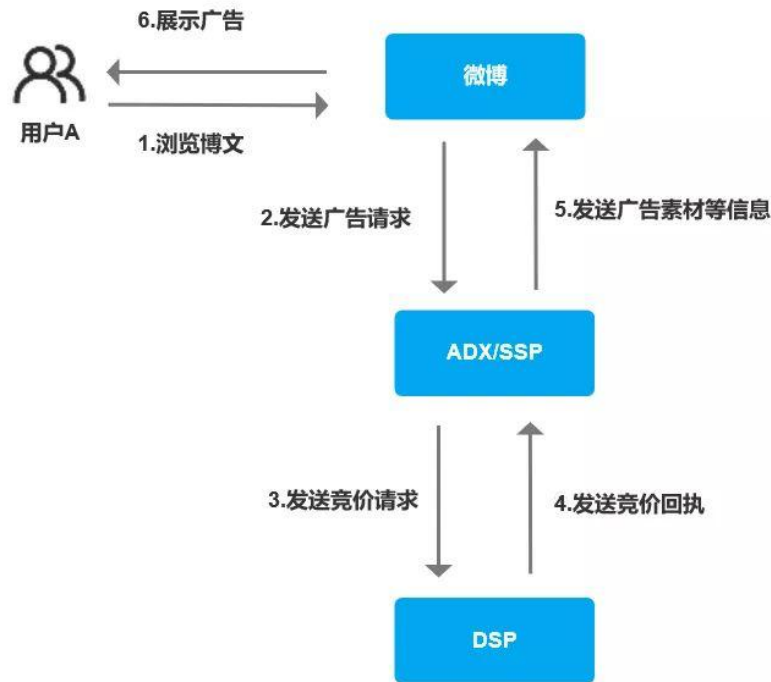 6.展示广告
微博
用户A
1.浏览博文
2.发送广告请求
5.发送广告素材等信息
ADX/SSP
3.发送竞价请求
4.发送竞价回执
DSP